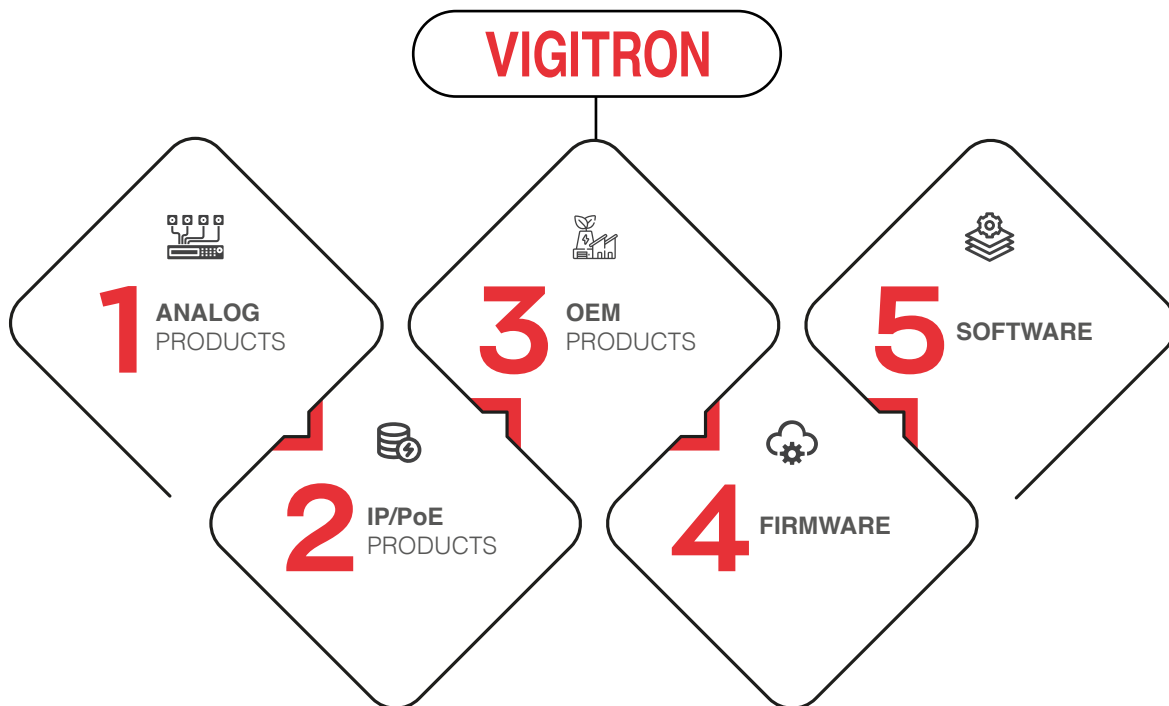 VIGITRON
1
ANALOG
PRODUCTS
2
IP/PoE
PRODUCTS
3
OEM
PRODUCTS
4
FIRMWARE
5
SOFTWARE